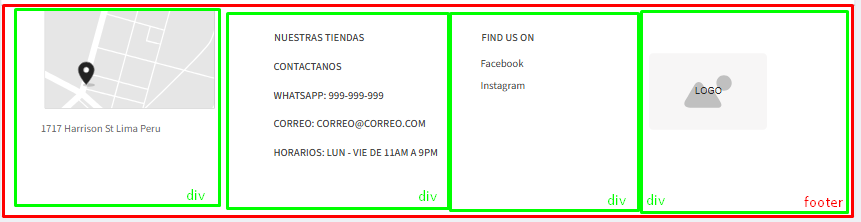 1717 Harrison St Lima Peru
div
NUESTRAS TIENDAS
CONTACTANOS
WHATSAPP: 999-999-999
CORREO: CORREO@CORREO.COM
HORARIOS: LUN - VIE DE 11AM A 9PM
div
FIND US ON
Facebook
Instagram
div
LOGO
div
footer